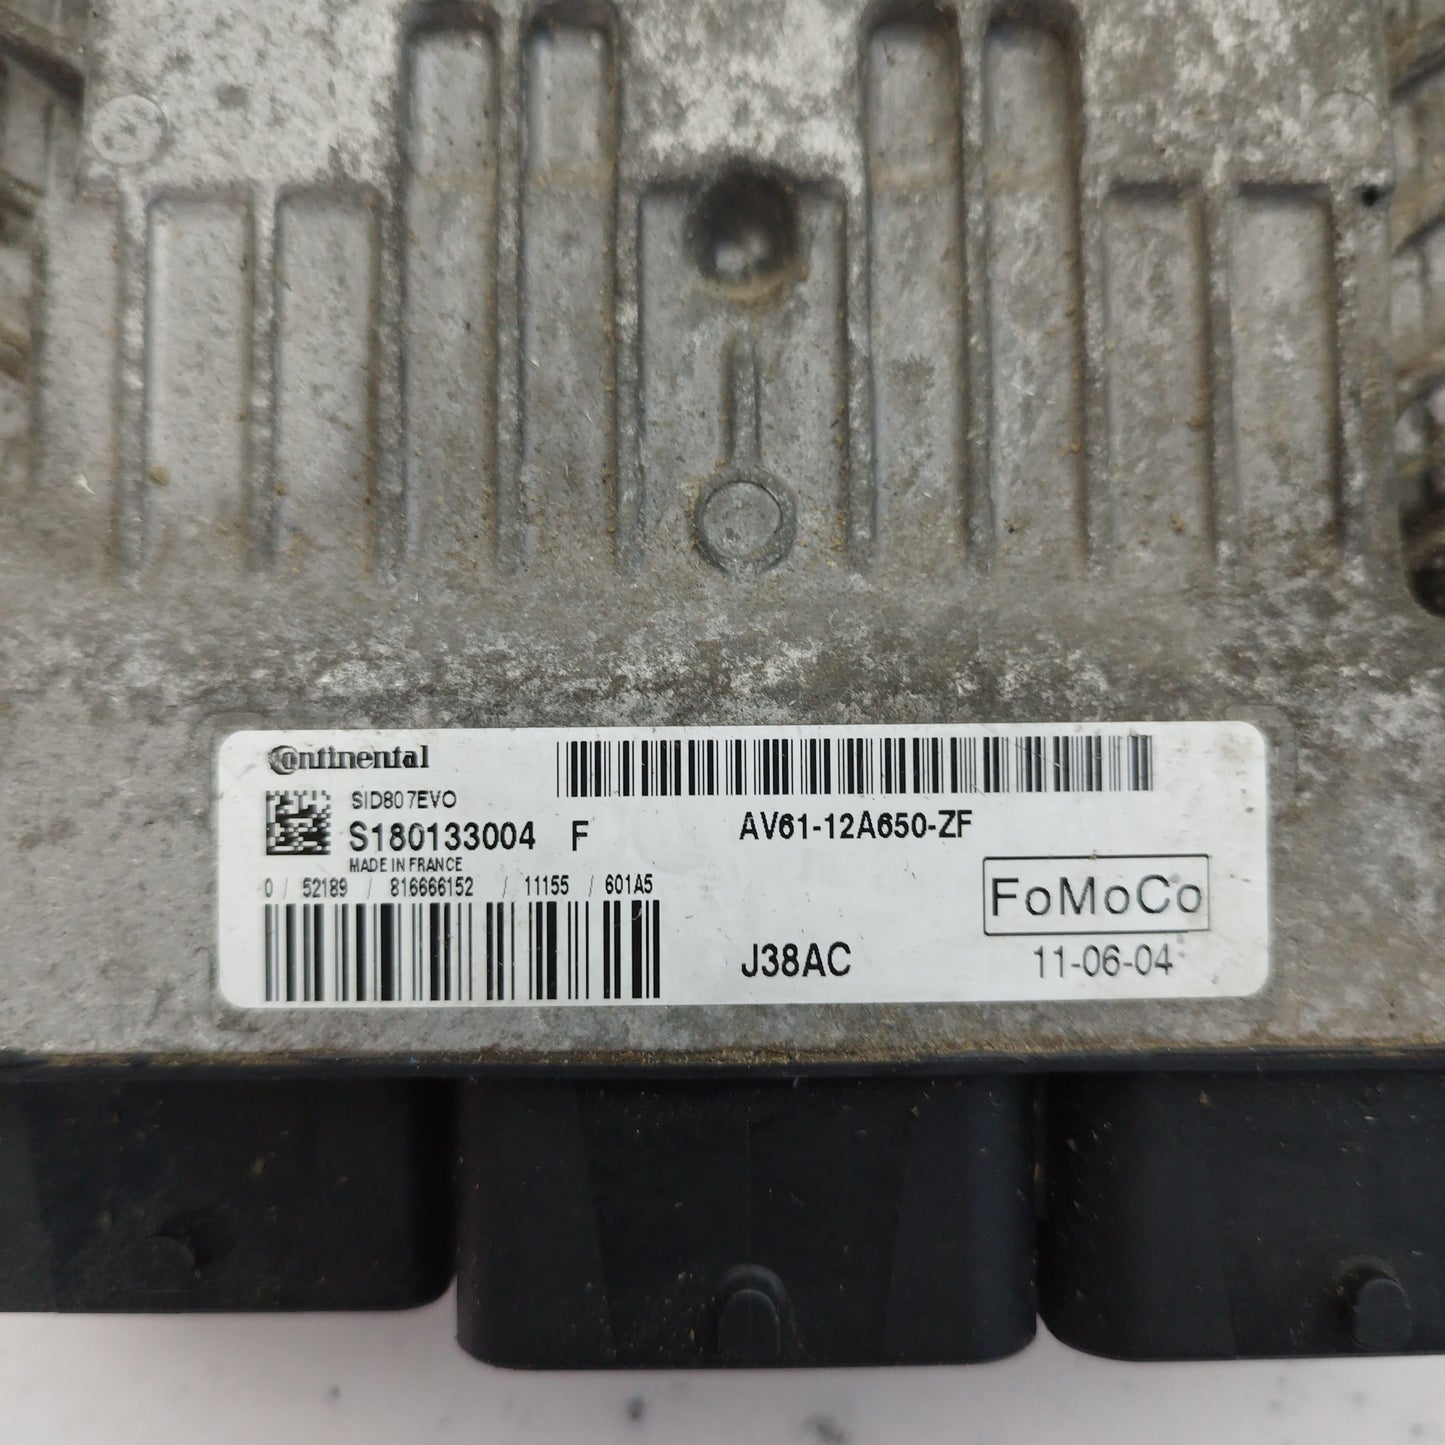 Continental
SID807EVO
S180133004 F
MADE IN FRANCE
0 / 52189 / 816666152 / 11155 / 601A5
AV61-12A650-ZF
FoMoCo
J38AC
11-06-04